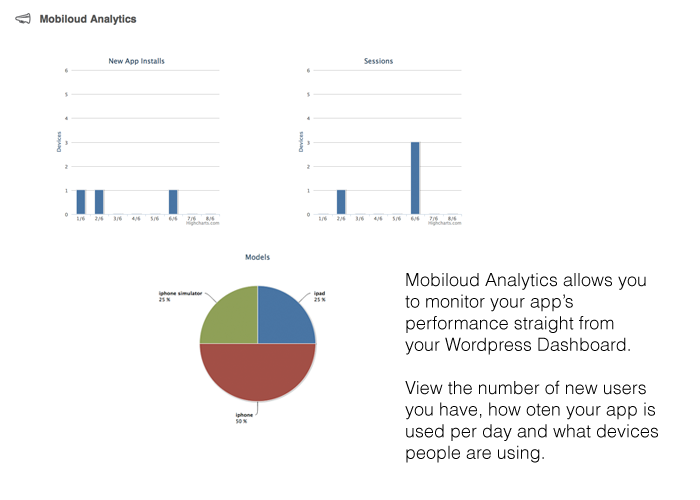 Mobiloud Analytics
New App Installs
6
5
4
3
2
1
0
Devices
1/6 2/6 3/6 4/6 5/6 6/6 7/6 8/6
Highcharts.com
Sessions
6
5
4
3
2
1
0
Devices
1/6 2/6 3/6 4/6 5/6 6/6 7/6 8/6
Highcharts.com
Models
iphone simulator
25 %
ipad
25 %
iphone
50 %
Mobiloud Analytics allows you
to monitor your app's
performance straight from
your Wordpress Dashboard.
View the number of new users
you have, how oten your app is
used per day and what devices
people are using.